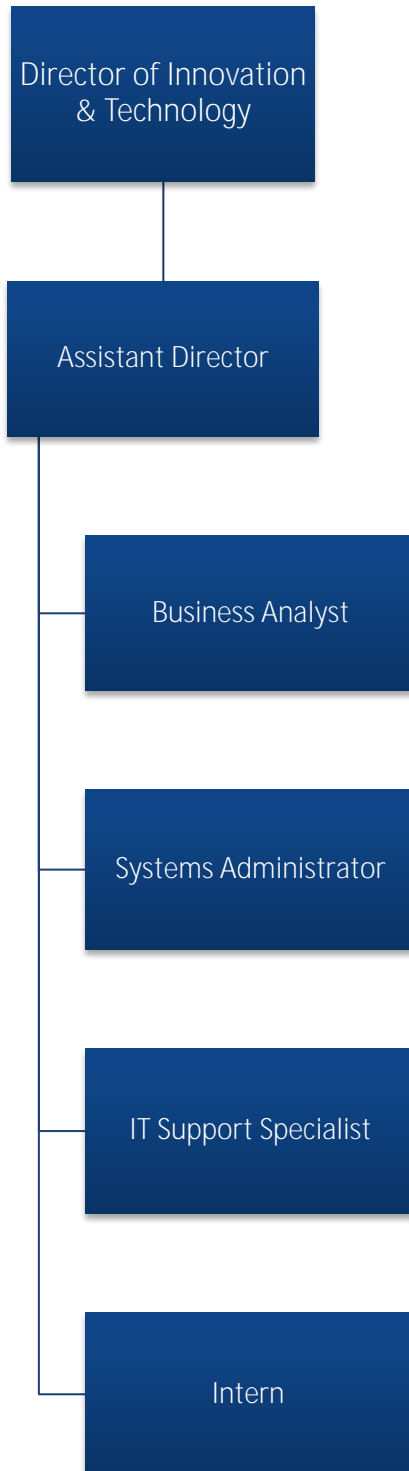 Director of Innovation
& Technology
Assistant Director
Business Analyst
Systems Administrator
IT Support Specialist
Intern